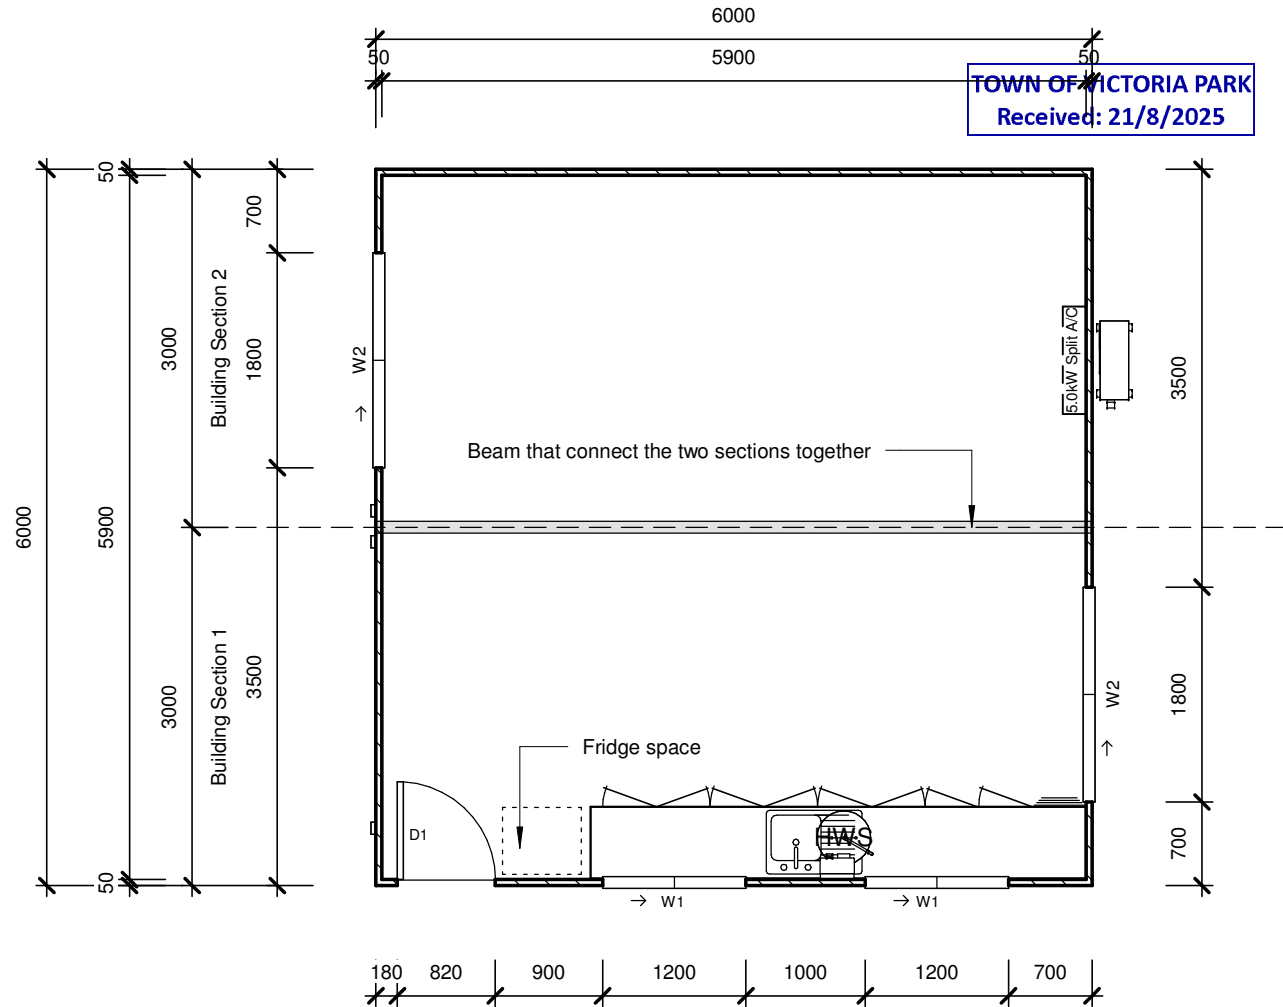 6000
50
5900
50
TOWN OF VICTORIA PARK
Received: 21/8/2025
50
700
Building Section 2
3000
1800
W2
5.0kW Split A/C
3500
Beam that connect the two sections together
6000
5900
Building Section 1
3000
3500
W2
1800
Fridge space
D1
HWS
700
50
W1
W1
180
820
900
1200
1000
1200
700